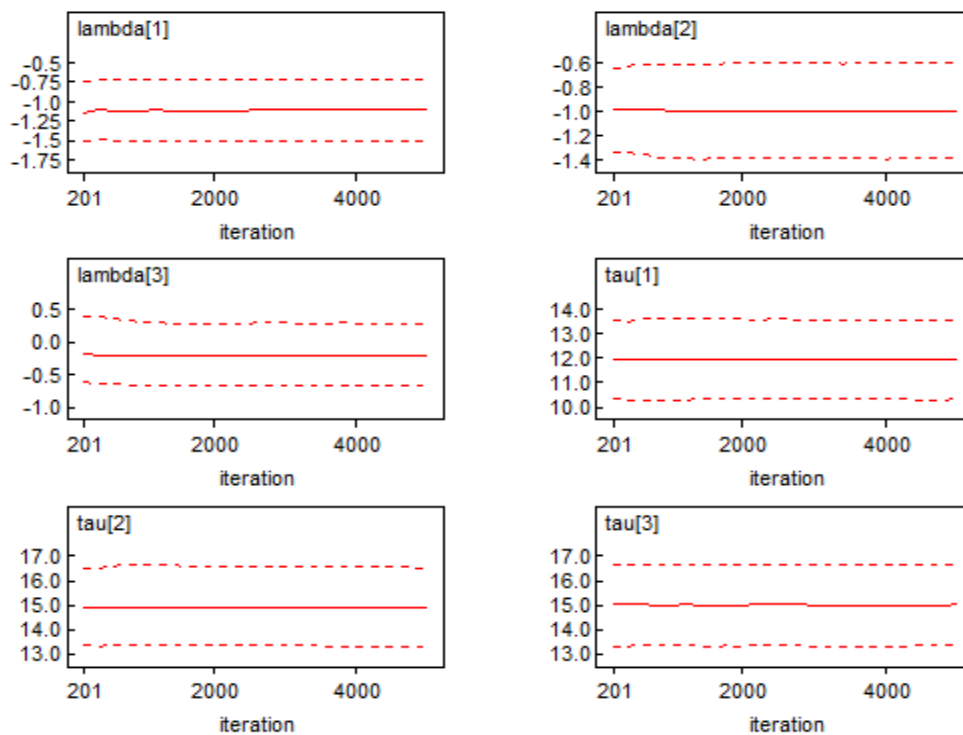 lambda[1]
-0.5
-0.75
-1.0
-1.25
-1.5
-1.75
201 2000 4000
iteration
lambda[2]
-0.6
-0.8
-1.0
-1.2
-1.4
201 2000 4000
iteration
lambda[3]
0.5
0.0
-0.5
-1.0
201 2000 4000
iteration
tau[1]
14.0
13.0
12.0
11.0
10.0
201 2000 4000
iteration
tau[2]
17.0
16.0
15.0
14.0
13.0
201 2000 4000
iteration
tau[3]
17.0
16.0
15.0
14.0
13.0
201 2000 4000
iteration